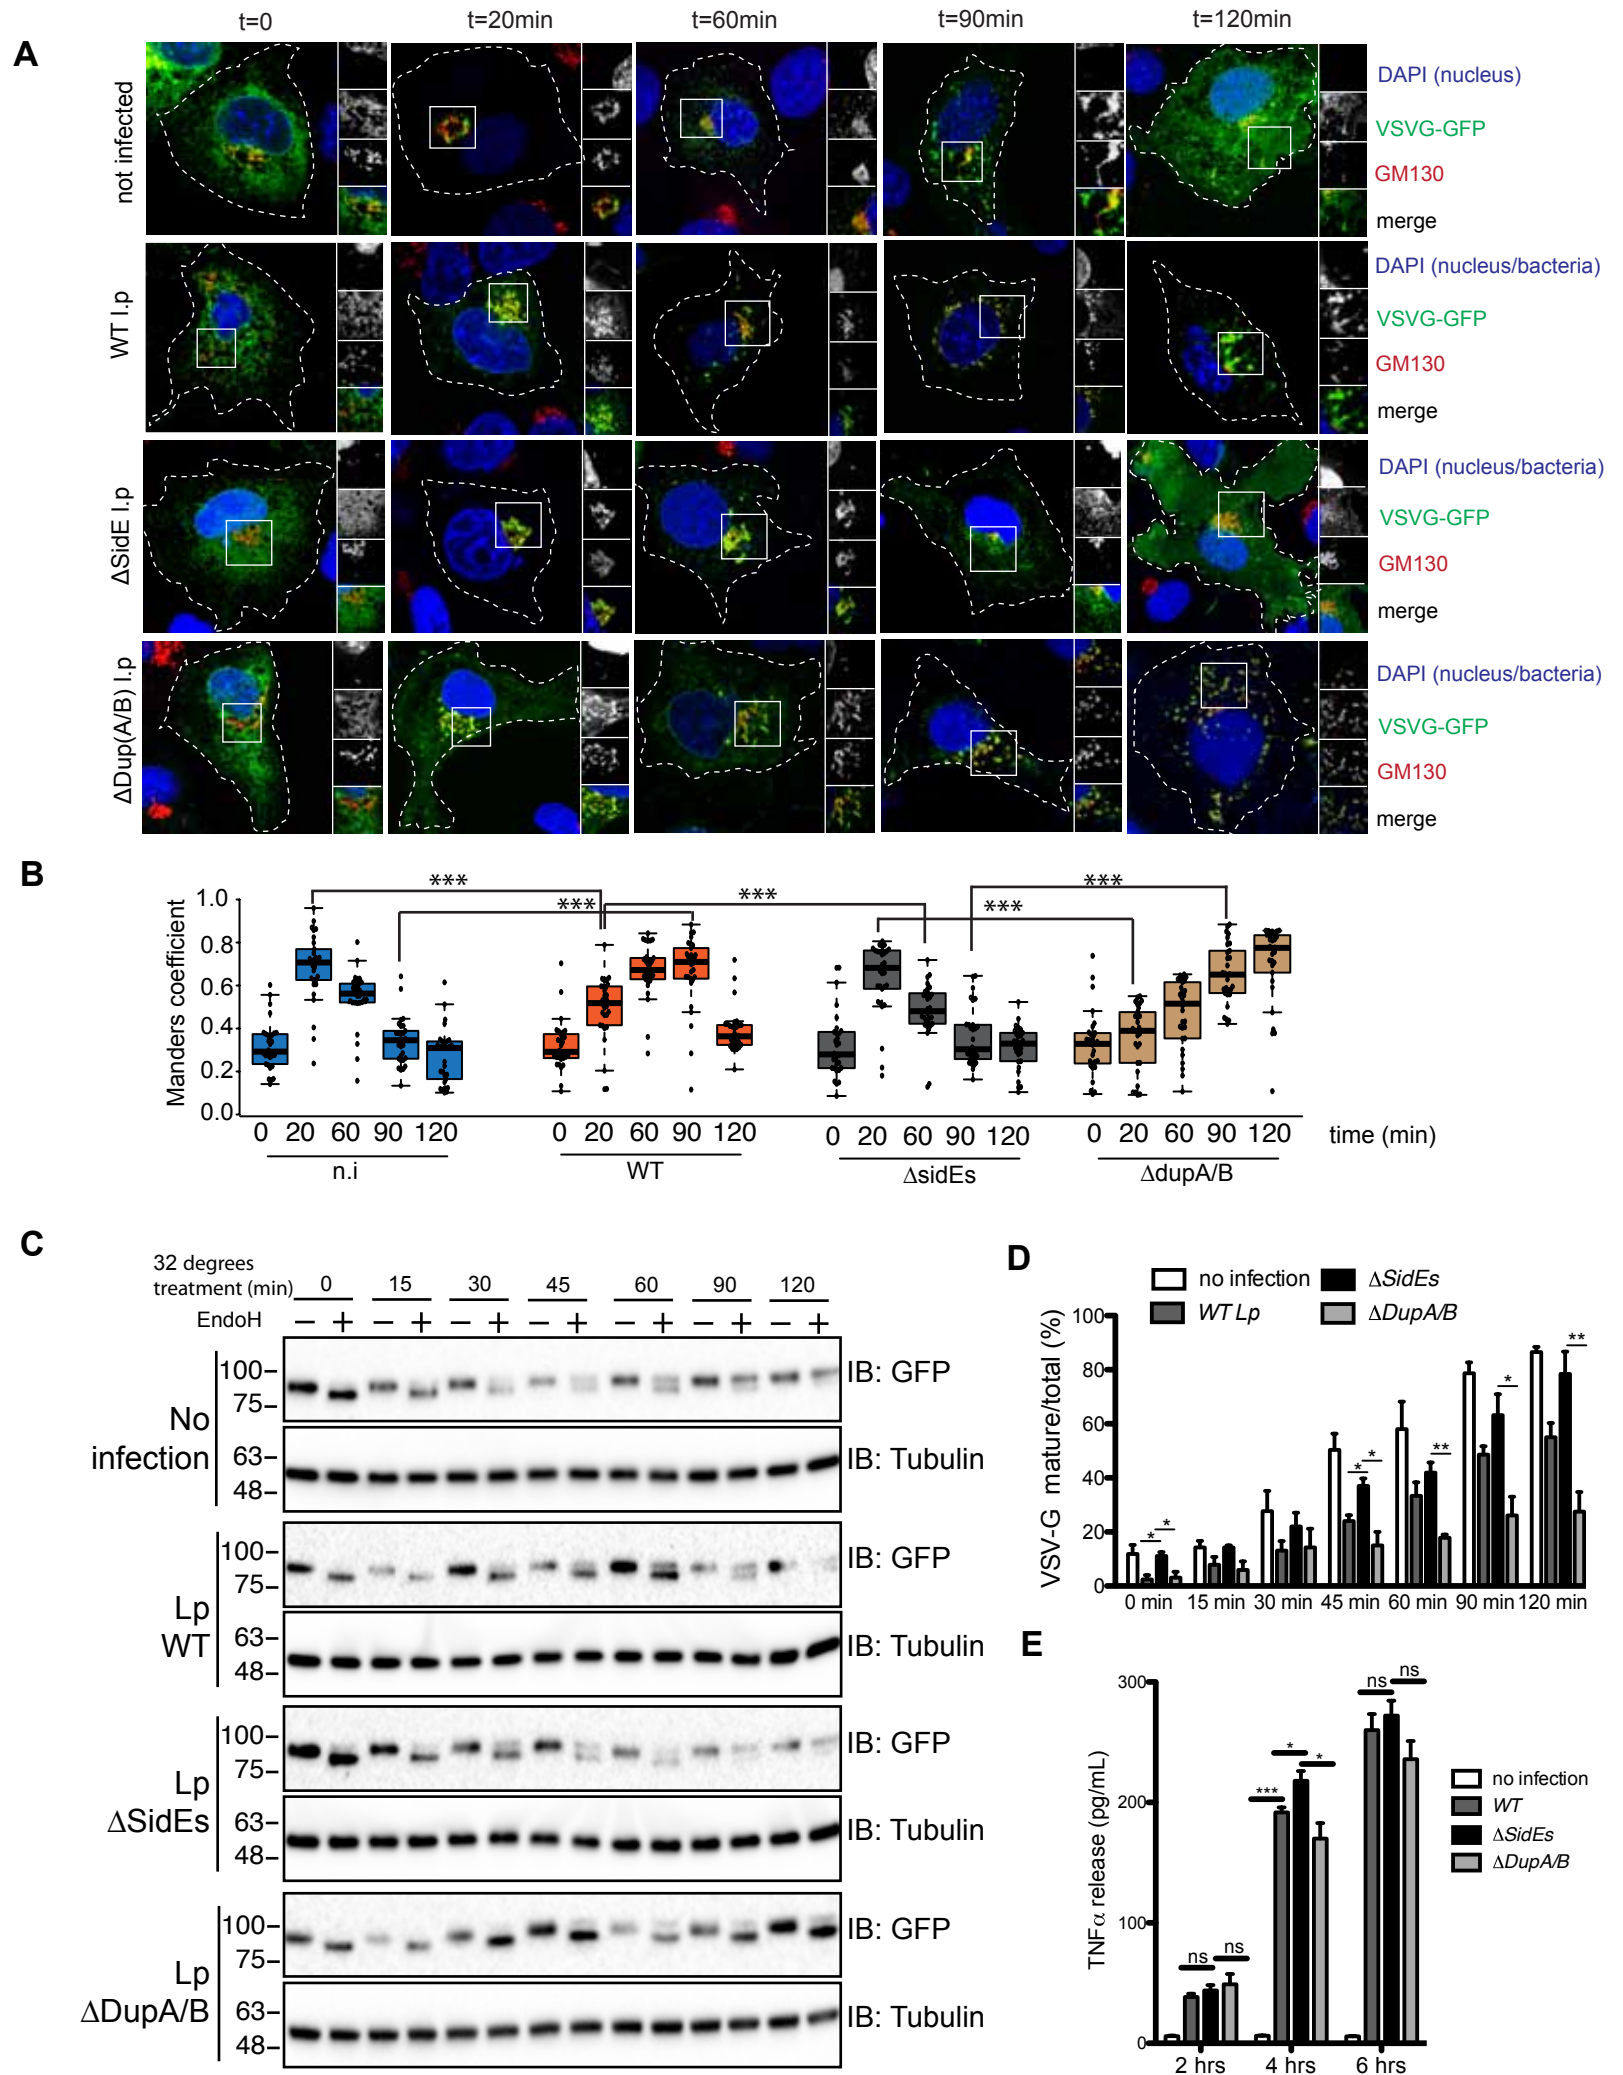 A
t=0 t=20min t=60min t=90min t=120min
not infected
DAPI (nucleus)
VSVG-GFP
GM130
merge
WT l.p
DAPI (nucleus/bacteria)
VSVG-GFP
GM130
merge
ΔSidE l.p
DAPI (nucleus/bacteria)
VSVG-GFP
GM130
merge
ΔDup(A/B) l.p
DAPI (nucleus/bacteria)
VSVG-GFP
GM130
merge
B
Manders coefficient
1.0
0.8
0.6
0.4
0.2
0.0
*** *** *** *** ***
0 20 60 90 120 0 20 60 90 120 0 20 60 90 120 0 20 60 90 120 time (min)
n.i WT ΔsidEs ΔdupA/B
C
32 degrees
treatment (min) 0 15 30 45 60 90 120
EndoH − + − + − + − + − + − + − +
No
infection
100
75
IB: GFP
63
48
IB: Tubulin
Lp
WT
100
75
IB: GFP
63
48
IB: Tubulin
Lp
ΔSidEs
100
75
IB: GFP
63
48
IB: Tubulin
Lp
ΔDupA/B
100
75
IB: GFP
63
48
IB: Tubulin
D
no infection ΔSidEs
WT Lp ΔDupA/B
VSV-G mature/total (%)
100
80
60
40
20
0
* * * * ** * **
0 min 15 min 30 min 45 min 60 min 90 min 120 min
E
TNFα release (pg/mL)
300
200
100
0
ns ns *** * * ns ns
2 hrs 4 hrs 6 hrs
no infection
WT
ΔSidEs
ΔDupA/B